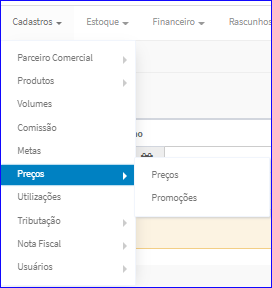 Cadastros Estoque Financeiro Rascunhos
Parceiro Comercial
Produtos
Volumes
Comissão
Metas
Preços Preços
Utilizações Promoções
Tributação
Nota Fiscal
Usuários